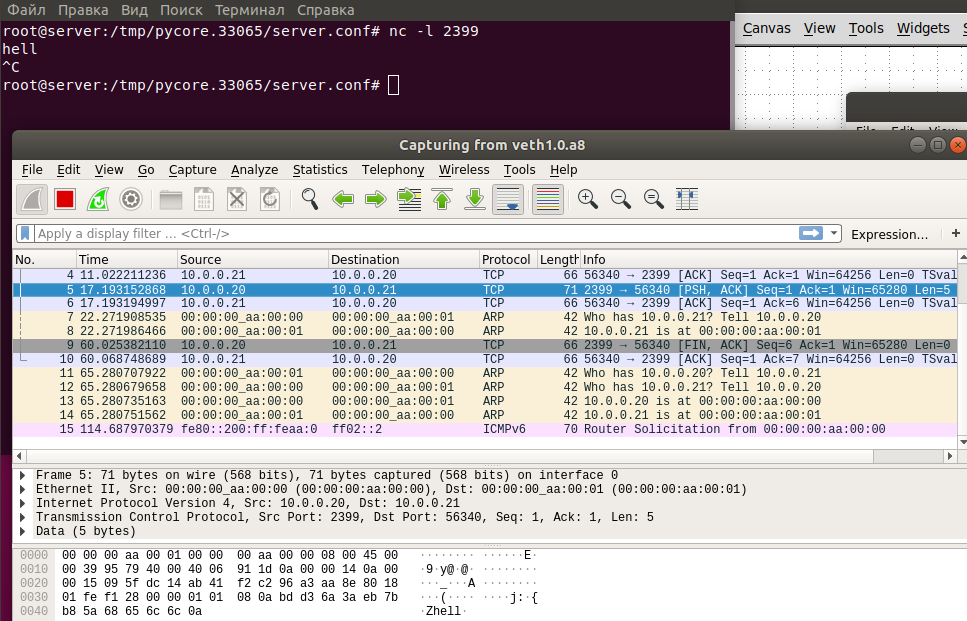 Файл Правка Вид Поиск Терминал Справка
root@server:/tmp/pycore.33065/server.conf# nc -l 2399
hell
^C
root@server:/tmp/pycore.33065/server.conf#
Canvas View Tools Widgets
File Edit View
Capturing from veth1.0.a8
File Edit View Go Capture Analyze Statistics Telephony Wireless Tools Help
Apply a display filter ... <Ctrl-/> Expression... +
No. Time Source Destination Protocol Length Info
4 11.022211236 10.0.0.21 10.0.0.20 TCP 66 56340 → 2399 [ACK] Seq=1 Ack=1 Win=64256 Len=0 TSval
5 17.193152868 10.0.0.20 10.0.0.21 TCP 71 2399 → 56340 [PSH, ACK] Seq=1 Ack=1 Win=65280 Len=5
6 17.193194997 10.0.0.21 10.0.0.20 TCP 66 56340 → 2399 [ACK] Seq=1 Ack=6 Win=64256 Len=0 TSval
7 22.271908535 00:00:00_aa:00:00 00:00:00_aa:00:01 ARP 42 Who has 10.0.0.21? Tell 10.0.0.20
8 22.271986466 00:00:00_aa:00:01 00:00:00_aa:00:00 ARP 42 10.0.0.21 is at 00:00:00:aa:00:01
9 60.025382110 10.0.0.20 10.0.0.21 TCP 66 2399 → 56340 [FIN, ACK] Seq=6 Ack=1 Win=65280 Len=0
10 60.068748689 10.0.0.21 10.0.0.20 TCP 66 56340 → 2399 [ACK] Seq=1 Ack=7 Win=64256 Len=0 TSval
11 65.280707922 00:00:00_aa:00:01 00:00:00_aa:00:00 ARP 42 Who has 10.0.0.20? Tell 10.0.0.21
12 65.280679658 00:00:00_aa:00:00 00:00:00_aa:00:01 ARP 42 Who has 10.0.0.21? Tell 10.0.0.20
13 65.280735163 00:00:00_aa:00:00 00:00:00_aa:00:01 ARP 42 10.0.0.20 is at 00:00:00:aa:00:00
14 65.280751562 00:00:00_aa:00:01 00:00:00_aa:00:00 ARP 42 10.0.0.21 is at 00:00:00:aa:00:01
15 114.687970379 fe80::200:ff:feaa:0 ff02::2 ICMPv6 70 Router Solicitation from 00:00:00:aa:00:00
Frame 5: 71 bytes on wire (568 bits), 71 bytes captured (568 bits) on interface 0
Ethernet II, Src: 00:00:00_aa:00:00 (00:00:00:aa:00:00), Dst: 00:00:00_aa:00:01 (00:00:00:aa:00:01)
Internet Protocol Version 4, Src: 10.0.0.20, Dst: 10.0.0.21
Transmission Control Protocol, Src Port: 2399, Dst Port: 56340, Seq: 1, Ack: 1, Len: 5
Data (5 bytes)
0000 00 00 00 aa 00 01 00 00 00 aa 00 00 08 00 45 00 ········ ······E·
0010 00 39 95 79 40 00 40 06 91 1d 0a 00 00 14 0a 00 ·9·y@·@· ········
0020 00 15 09 5f dc 14 ab 41 f2 c2 96 a3 aa 8e 80 18 ···_···A ········
0030 01 fe f1 28 00 00 01 01 08 0a bd d3 6a 3a eb 7b ···(···· ····j:·{
0040 b8 5a 68 65 6c 6c 0a ·Zhell·